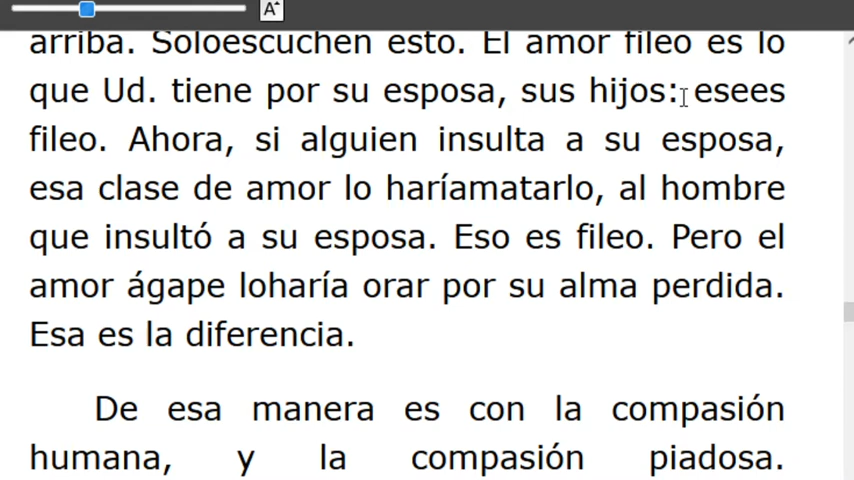 arriba. Soloescuchen esto. El amor fileo es lo
que Ud. tiene por su esposa, sus hijos: esees
fileo. Ahora, si alguien insulta a su esposa,
esa clase de amor lo haríamatarlo, al hombre
que insultó a su esposa. Eso es fileo. Pero el
amor ágape loharía orar por su alma perdida.
Esa es la diferencia.
De esa manera es con la compasión
humana, y la compasión piadosa.